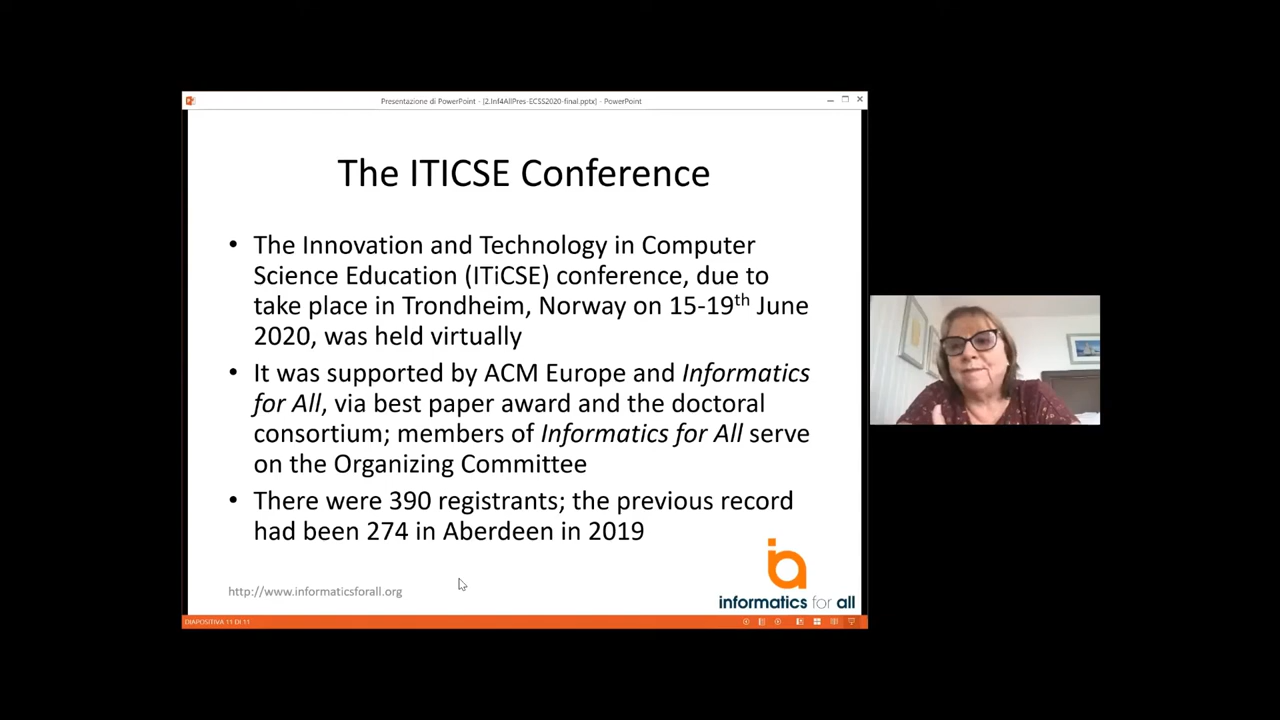 Presentazione di PowerPoint - [2.Inf4AllPres-ECSS2020-final.pptx] - PowerPoint
The ITICSE Conference
• The Innovation and Technology in Computer
Science Education (ITiCSE) conference, due to
take place in Trondheim, Norway on 15-19th June
2020, was held virtually
• It was supported by ACM Europe and Informatics
for All, via best paper award and the doctoral
consortium; members of Informatics for All serve
on the Organizing Committee
• There were 390 registrants; the previous record
had been 274 in Aberdeen in 2019
http://www.informaticsforall.org
informatics for all
DIAPOSITIVA 11 DI 11